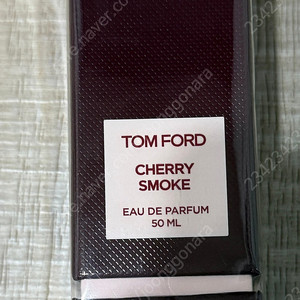 TOM FORD
CHERRY
SMOKE
EAU DE PARFUM
50 ML